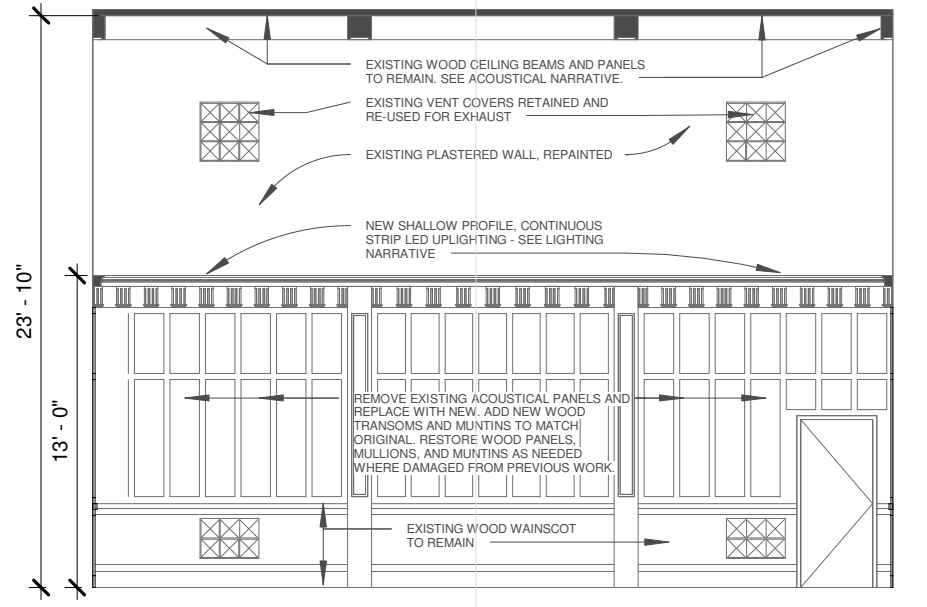 EXISTING WOOD CEILING BEAMS AND PANELS
TO REMAIN. SEE ACOUSTICAL NARRATIVE.
EXISTING VENT COVERS RETAINED AND
RE-USED FOR EXHAUST
EXISTING PLASTERED WALL, REPAINTED
NEW SHALLOW PROFILE, CONTINUOUS
STRIP LED UPLIGHTING - SEE LIGHTING
NARRATIVE
23' - 10"
13' - 0"
REMOVE EXISTING ACOUSTICAL PANELS AND
REPLACE WITH NEW. ADD NEW WOOD
TRANSOMS AND MUNTINS TO MATCH
ORIGINAL. RESTORE WOOD PANELS,
MULLIONS, AND MUNTINS AS NEEDED
WHERE DAMAGED FROM PREVIOUS WORK.
EXISTING WOOD WAINSCOT
TO REMAIN